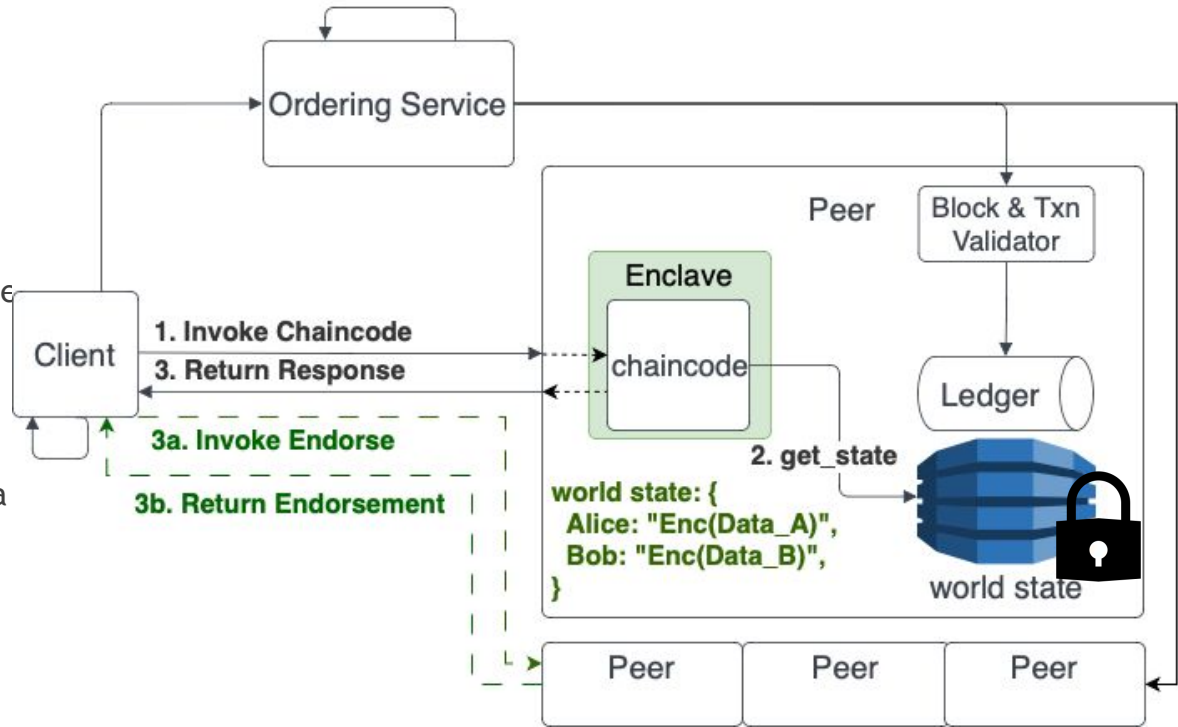 Ordering Service
Peer
Block & Txn
Validator
Enclave
e
Client
1. Invoke Chaincode
chaincode
3. Return Response
Ledger
3a. Invoke Endorse
2. get_state
a
3b. Return Endorsement
world state: {
Alice: "Enc(Data_A)",
Bob: "Enc(Data_B)",
}
world state
Peer
Peer
Peer